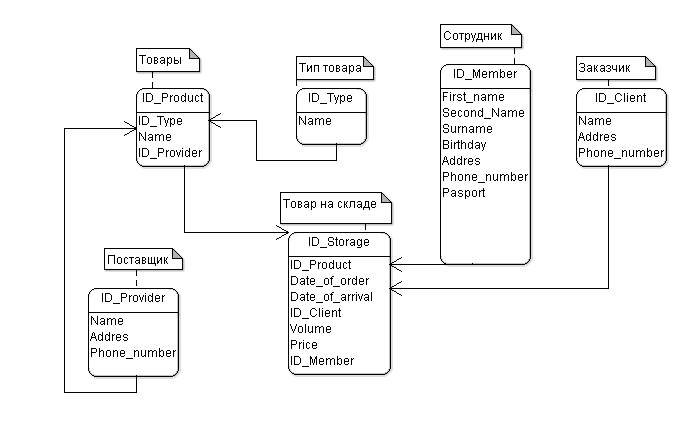 Товары
ID_Product
ID_Type
Name
ID_Provider
Тип товара
ID_Type
Name
Сотрудник
ID_Member
First_name
Second_Name
Surname
Birthday
Addres
Phone_number
Pasport
Заказчик
ID_Client
Name
Addres
Phone_number
Товар на складе
ID_Storage
ID_Product
Date_of_order
Date_of_arrival
ID_Client
Volume
Price
ID_Member
Поставщик
ID_Provider
Name
Addres
Phone_number